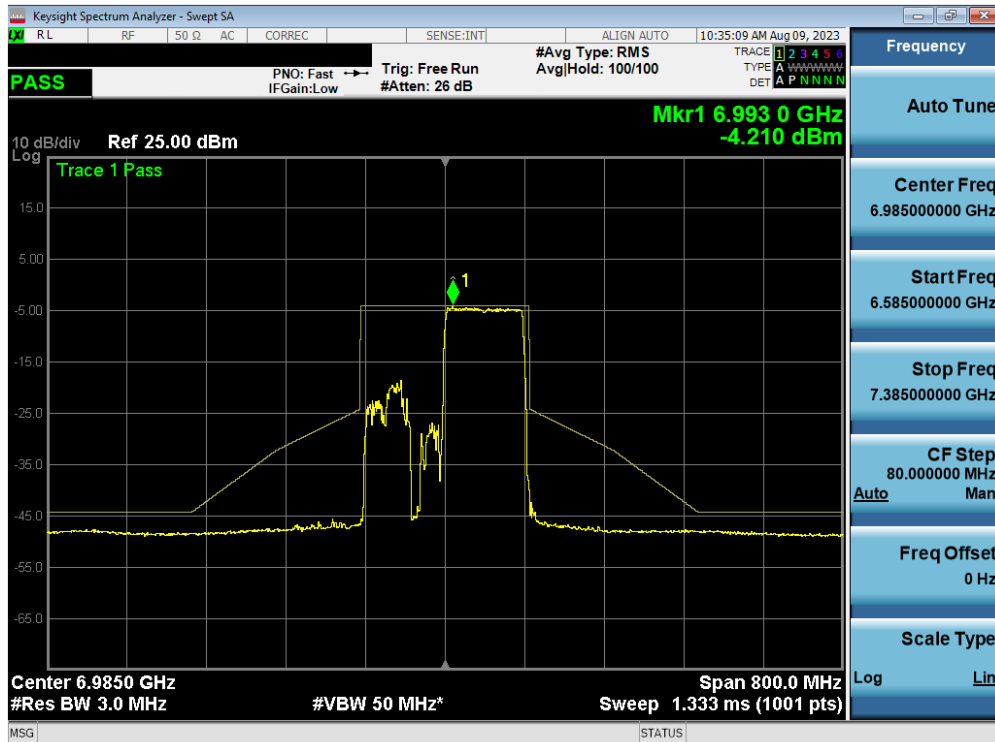 Keysight Spectrum Analyzer - Swept SA
LXI RL RF 50 Ω AC CORREC SENSE:INT ALIGN AUTO 10:35:09 AM Aug 09, 2023
PASS
PNO: Fast
IFGain:Low
Trig: Free Run
#Atten: 26 dB
#Avg Type: RMS
Avg|Hold: 100/100
TRACE 1 2 3 4 5 6
TYPE A WWWWW
DET A P N N N N
Mkr1 6.993 0 GHz
-4.210 dBm
10 dB/div Ref 25.00 dBm
Log
Trace 1 Pass
1
15.0
5.00
-5.00
-15.0
-25.0
-35.0
-45.0
-55.0
-65.0
Center 6.9850 GHz Span 800.0 MHz
#Res BW 3.0 MHz #VBW 50 MHz* Sweep 1.333 ms (1001 pts)
MSG STATUS
Frequency
Auto Tune
Center Freq
6.985000000 GHz
Start Freq
6.585000000 GHz
Stop Freq
7.385000000 GHz
CF Step
80.000000 MHz
Auto Man
Freq Offset
0 Hz
Scale Type
Log Lin